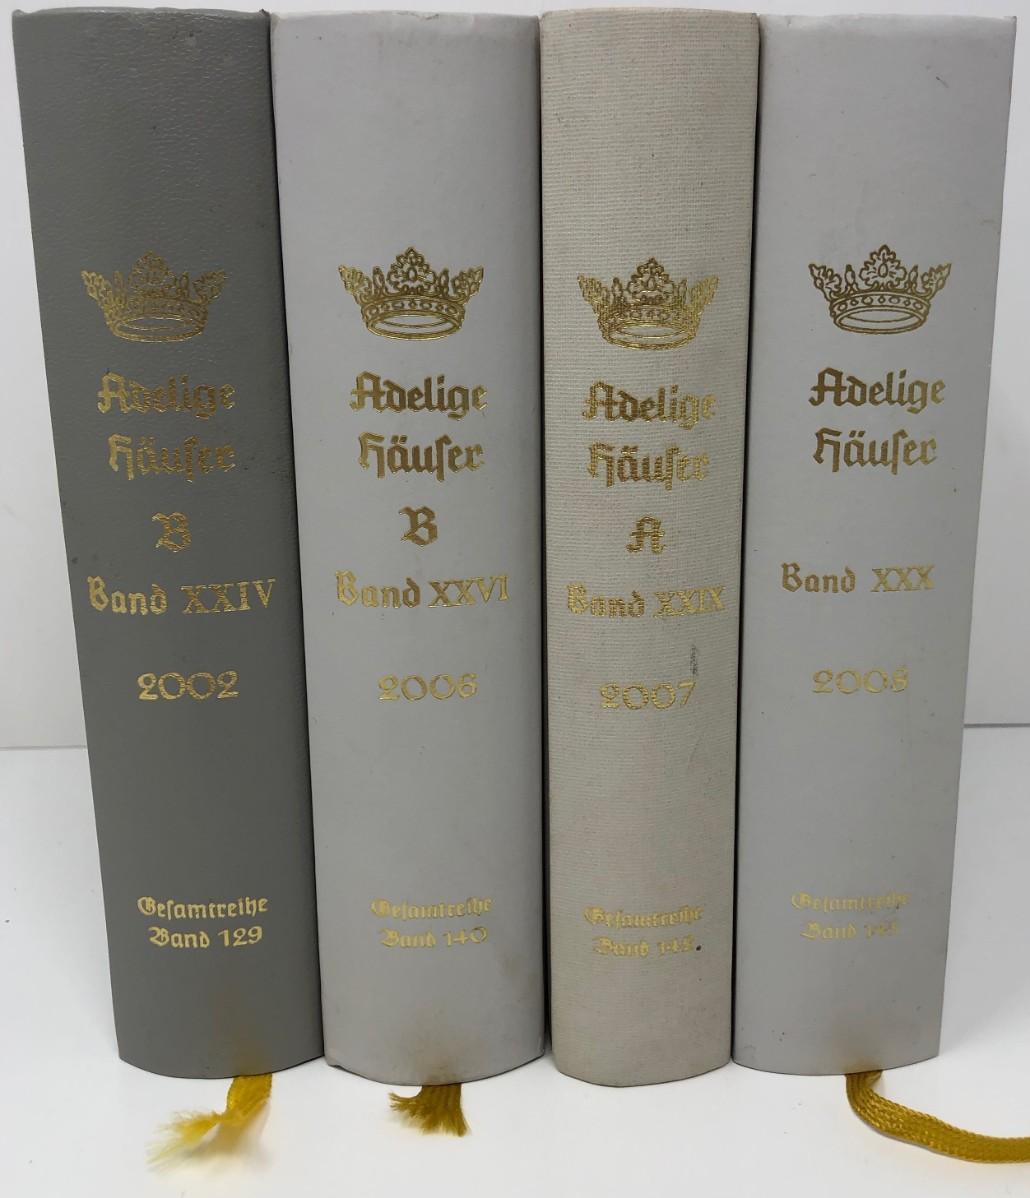 Adelige
Häuſer
B
Band XXIV
2002
Geſamtreihe
Band 129
Adelige
Häuſer
B
Band XXVI
2006
Geſamtreihe
Band 140
Adelige
Häuſer
A
Band XXIX
2007
Geſamtreihe
Band
Adelige
Häuſer
Band XXX
2008
Geſamtreihe
Band